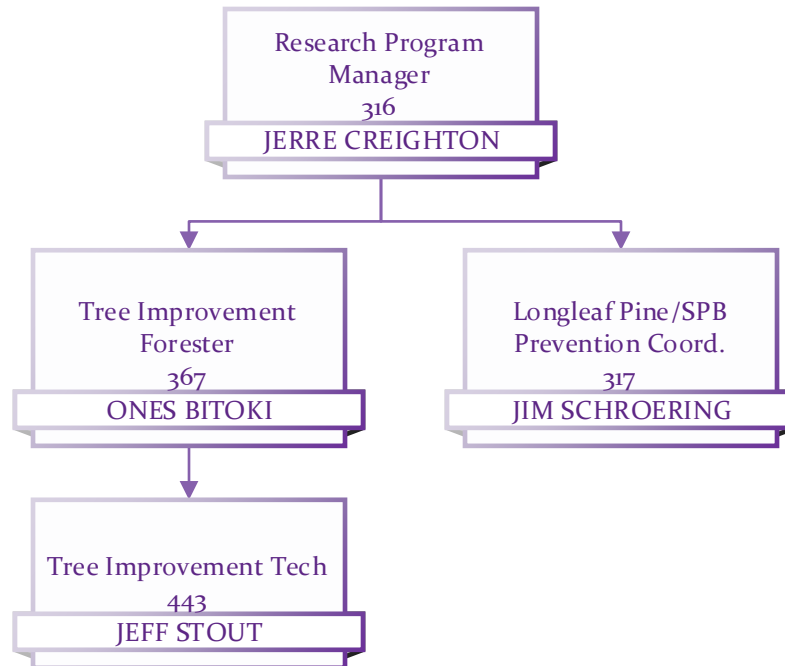 Research Program
Manager
316
JERRE CREIGHTON
Tree Improvement
Forester
367
ONES BITOKI
Longleaf Pine/SPB
Prevention Coord.
317
JIM SCHROERING
Tree Improvement Tech
443
JEFF STOUT